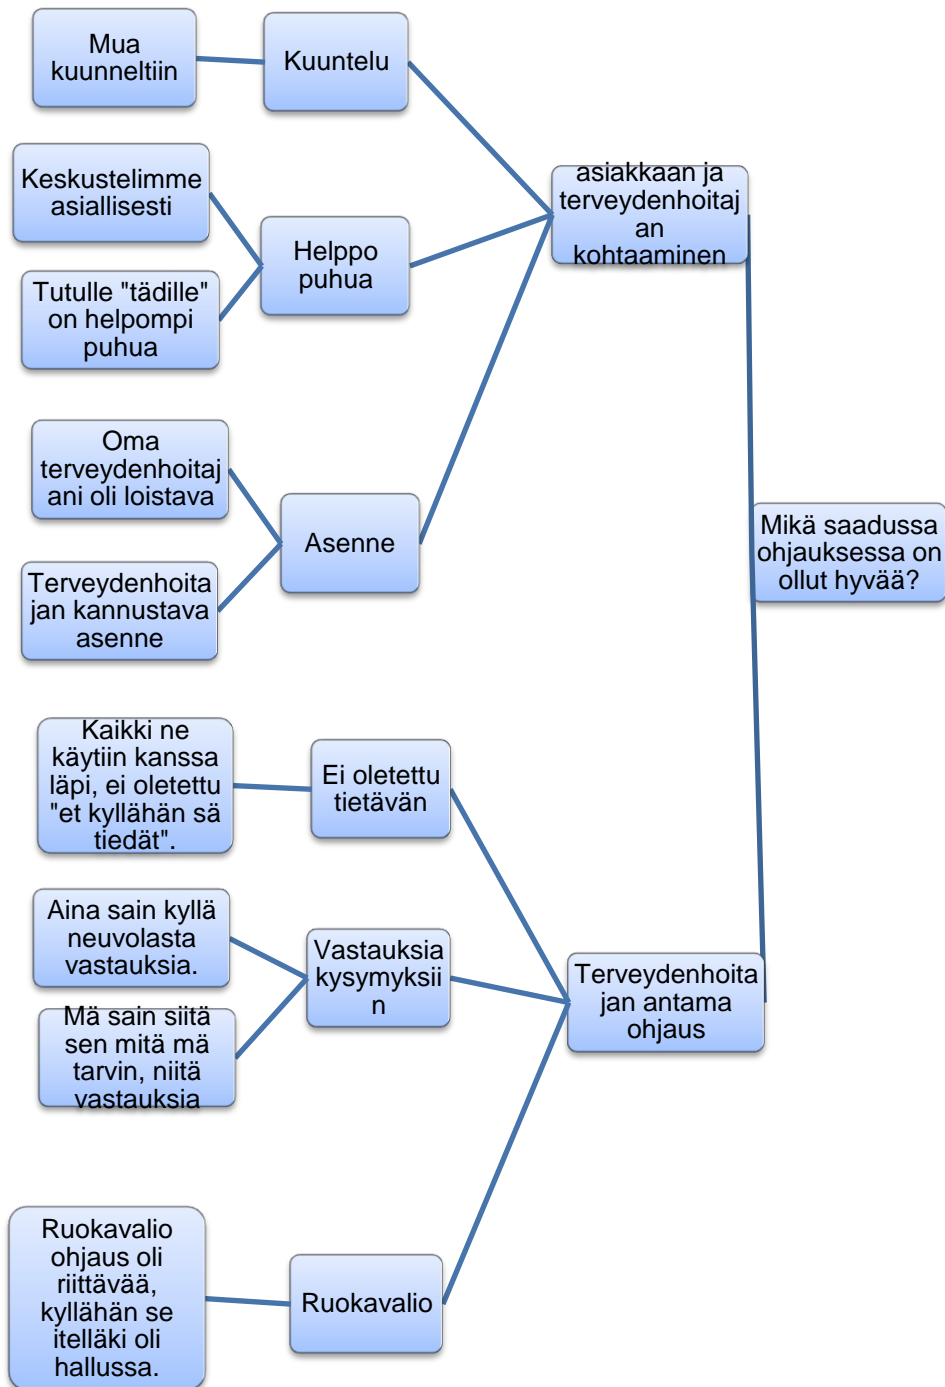 Mua
kuunneltiin
Kuuntelu
Keskustelimme
asiallisesti
Tutulle "tädille"
on helpompi
puhua
Helppo
puhua
asiakkaan ja
terveydenhoitaj
an
kohtaaminen
Oma
terveydenhoitaj
ani oli loistava
Terveydenhoita
jan kannustava
asenne
Asenne
Mikä saadussa
ohjauksessa on
ollut hyvää?
Kaikki ne
käytiin kanssa
läpi, ei oletettu
"et kyllähän sä
tiedät".
Ei oletettu
tietävän
Aina sain kyllä
neuvolasta
vastauksia.
Mä sain siitä
sen mitä mä
tarvin, niitä
vastauksia
Vastauksia
kysymyksii
n
Terveydenhoita
jan antama
ohjaus
Ruokavalio
ohjaus oli
riittävää,
kyllähän se
itelläki oli
hallussa.
Ruokavalio